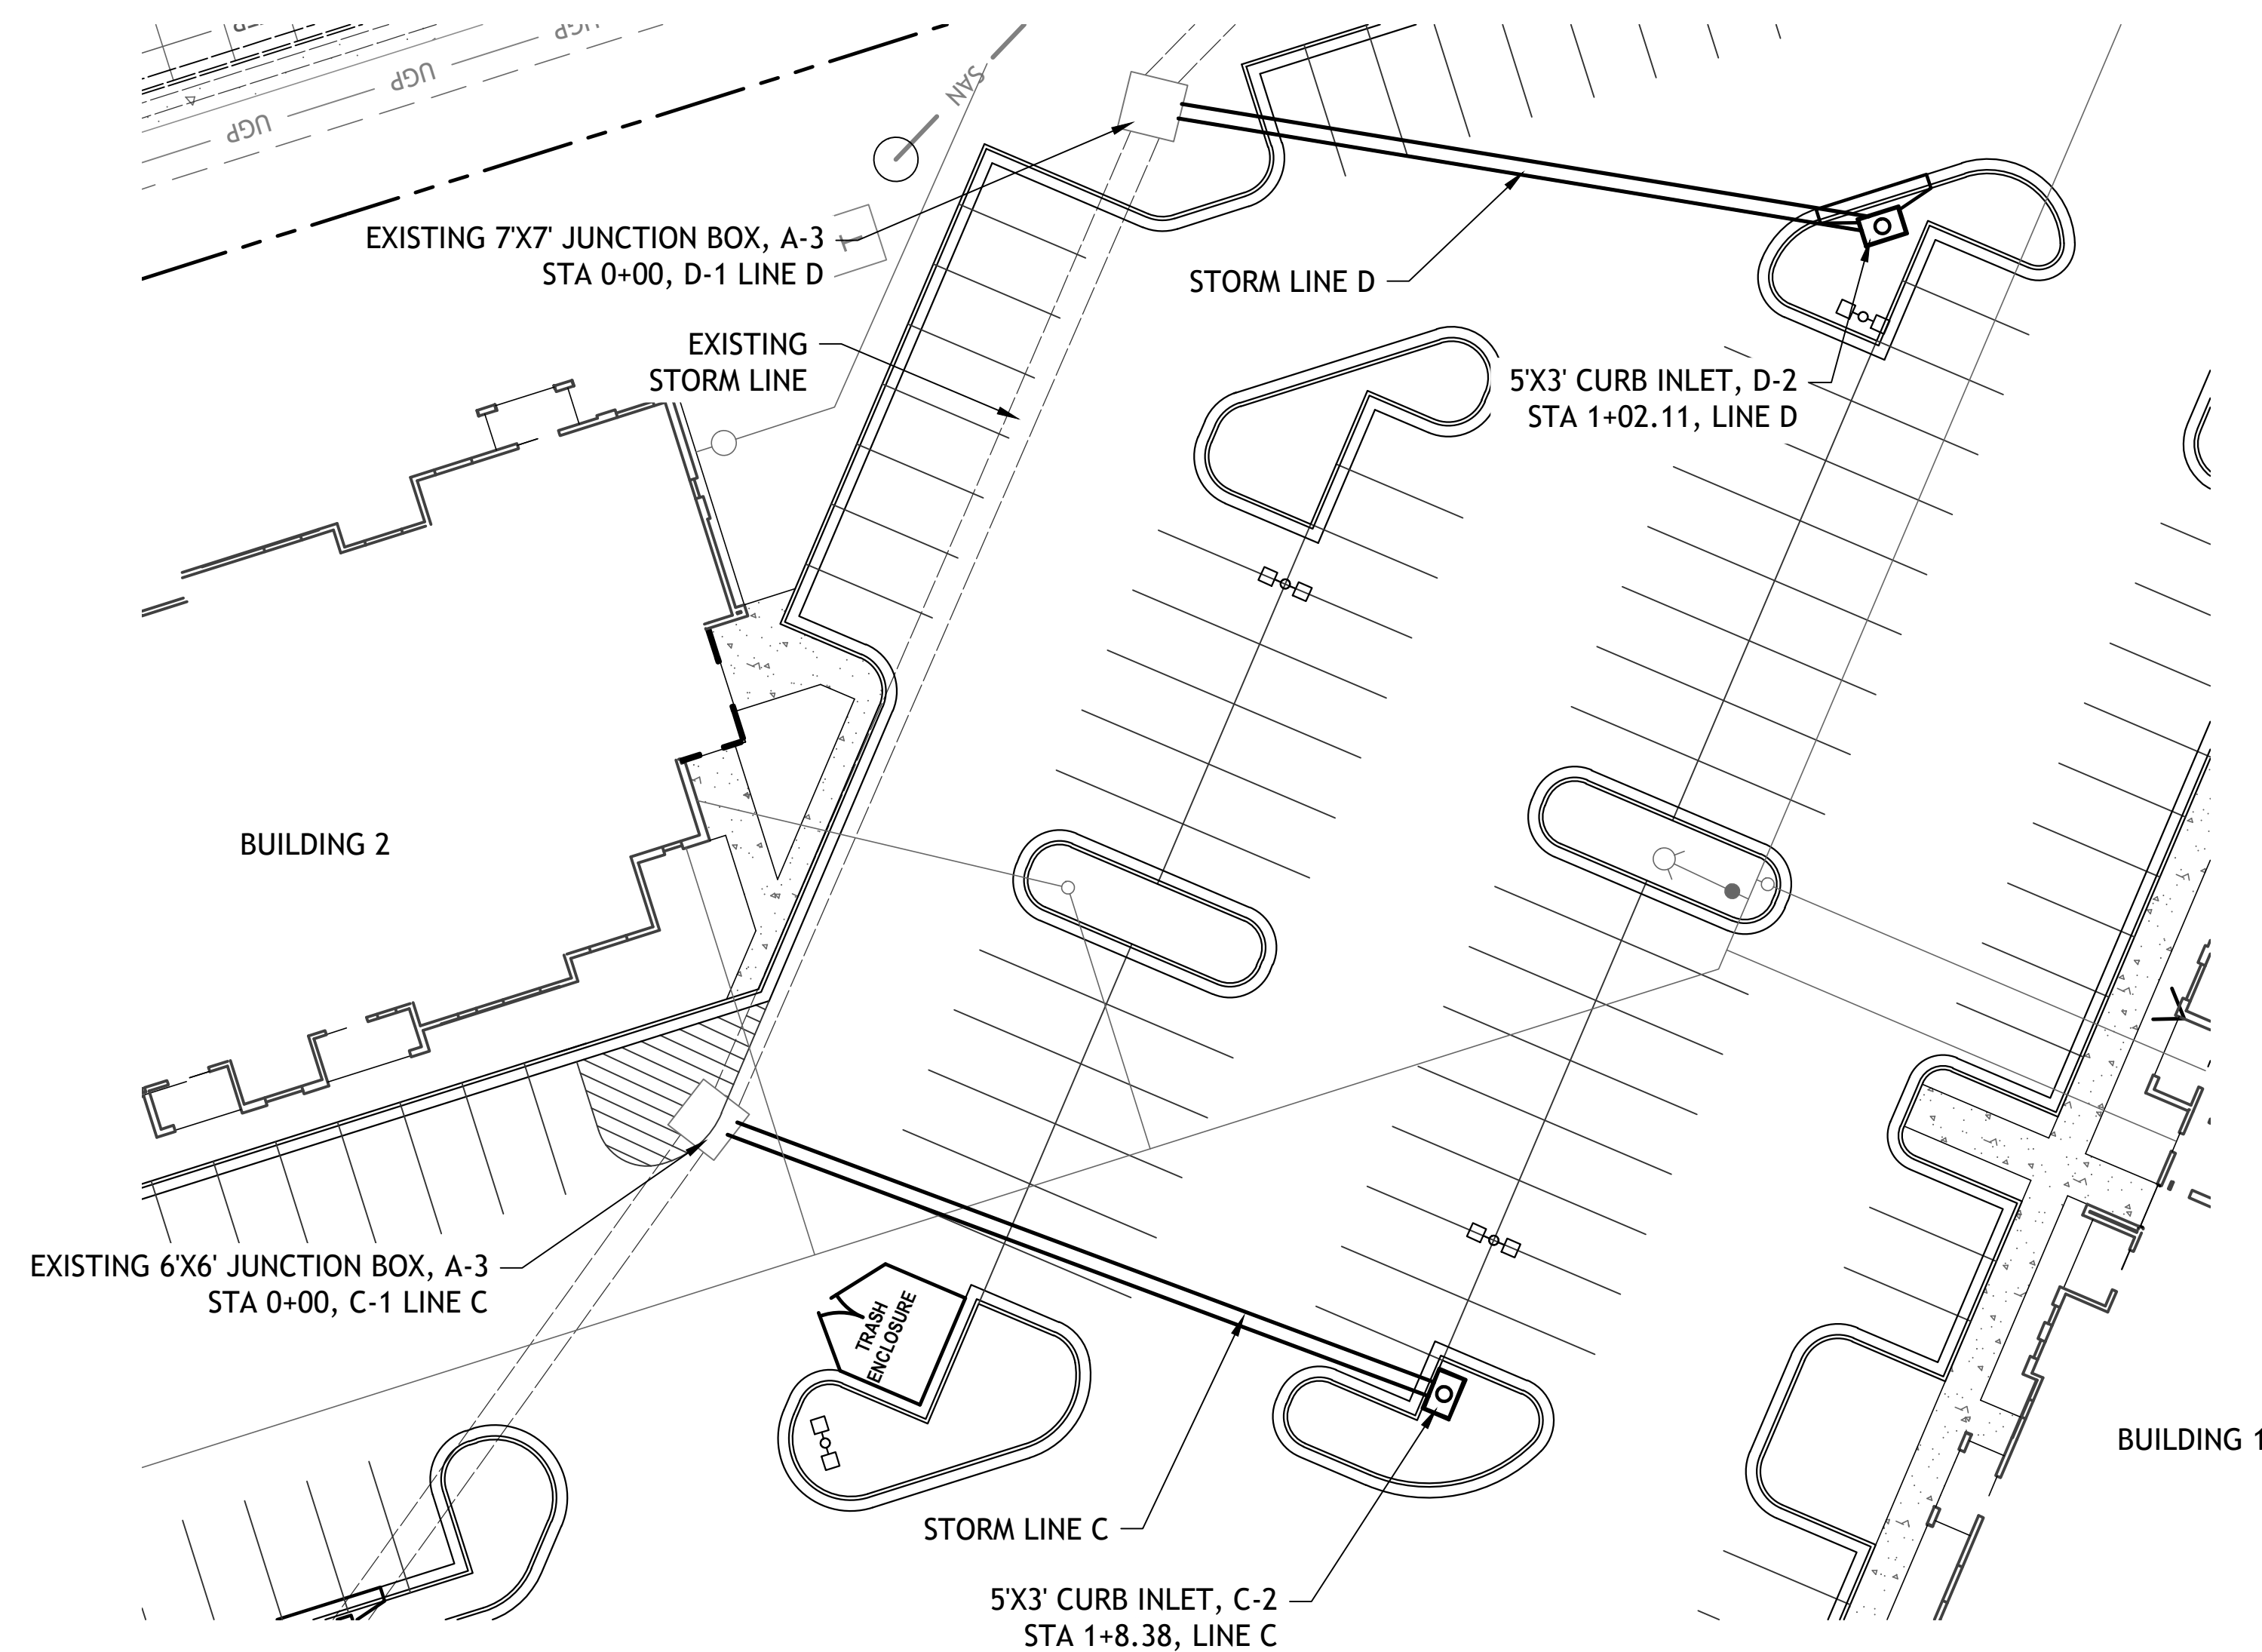 UGP
UGP
UGP
SAN
EXISTING 7'X7' JUNCTION BOX, A-3
STA 0+00, D-1 LINE D
STORM LINE D
EXISTING
STORM LINE
5'X3' CURB INLET, D-2
STA 1+02.11, LINE D
BUILDING 2
EXISTING 6'X6' JUNCTION BOX, A-3
STA 0+00, C-1 LINE C
TRASH
ENCLOSURE
BUILDING 1
STORM LINE C
5'X3' CURB INLET, C-2
STA 1+8.38, LINE C